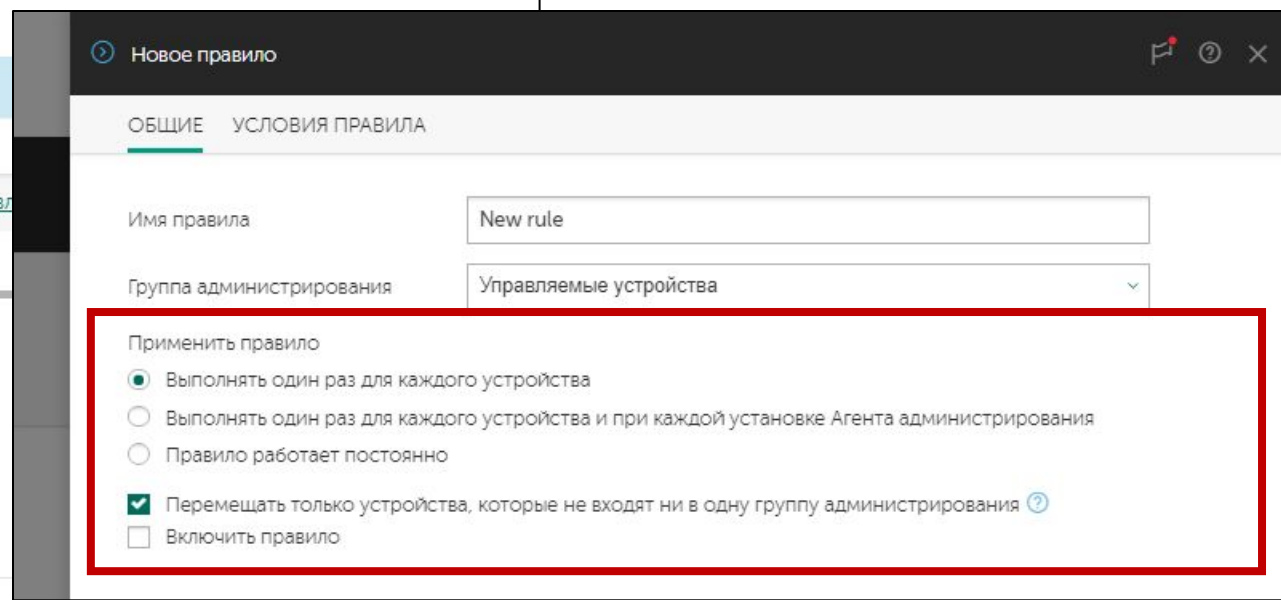 Новое правило
ОБЩИЕ УСЛОВИЯ ПРАВИЛА
Имя правила New rule
Группа администрирования Управляемые устройства
Применить правило
Выполнять один раз для каждого устройства
Выполнять один раз для каждого устройства и при каждой установке Агента администрирования
Правило работает постоянно
Перемещать только устройства, которые не входят ни в одну группу администрирования
Включить правило